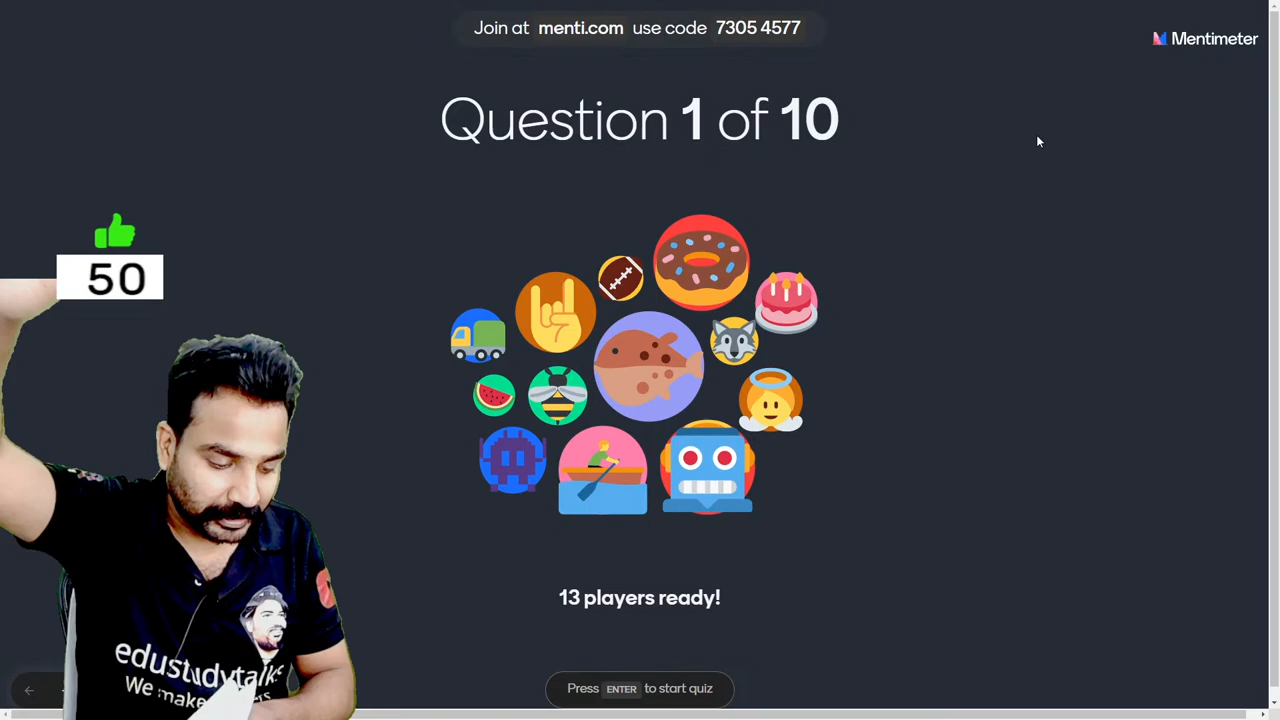 Join at menti.com use code 7305 4577
Mentimeter
Question 1 of 10
50
13 players ready!
edustudytalk
We make
Press ENTER to start quiz